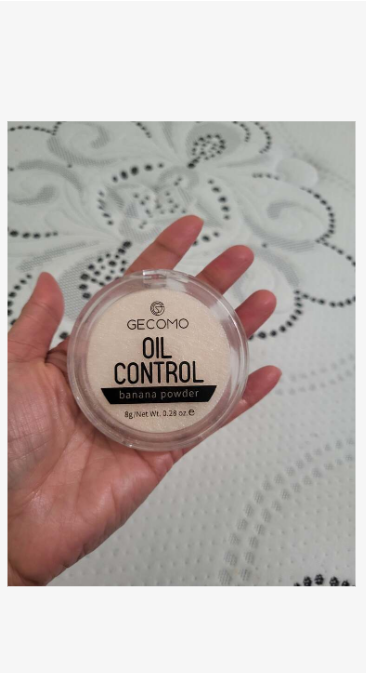 GECOMO
OIL
CONTROL
banana powder
8g/Net Wt. 0.28 oz ℮